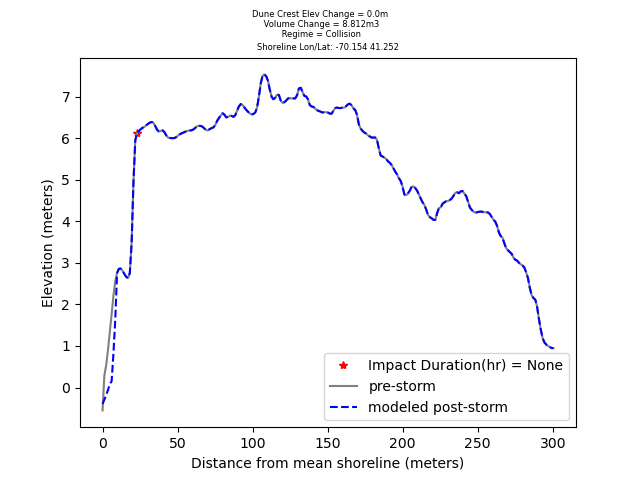 Dune Crest Elev Change = 0.0m
Volume Change = 8.812m3
Regime = Collision
Shoreline Lon/Lat: -70.154 41.252
7
6
5
4
3
2
1
0
Elevation (meters)
Impact Duration(hr) = None
pre-storm
modeled post-storm
0 50 100 150 200 250 300
Distance from mean shoreline (meters)